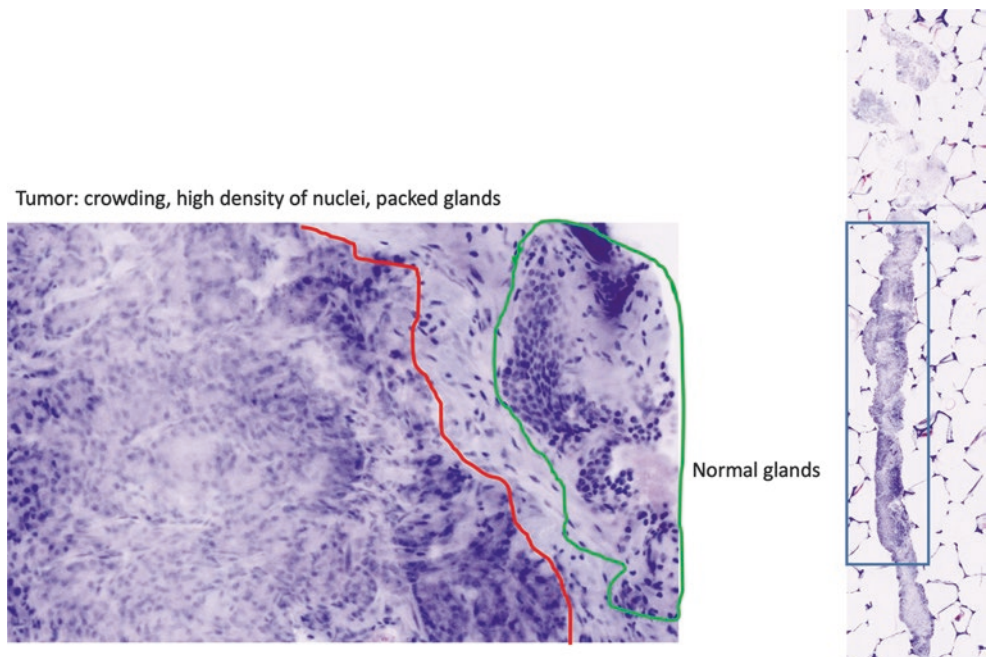 Tumor: crowding, high density of nuclei, packed glands
Normal glands